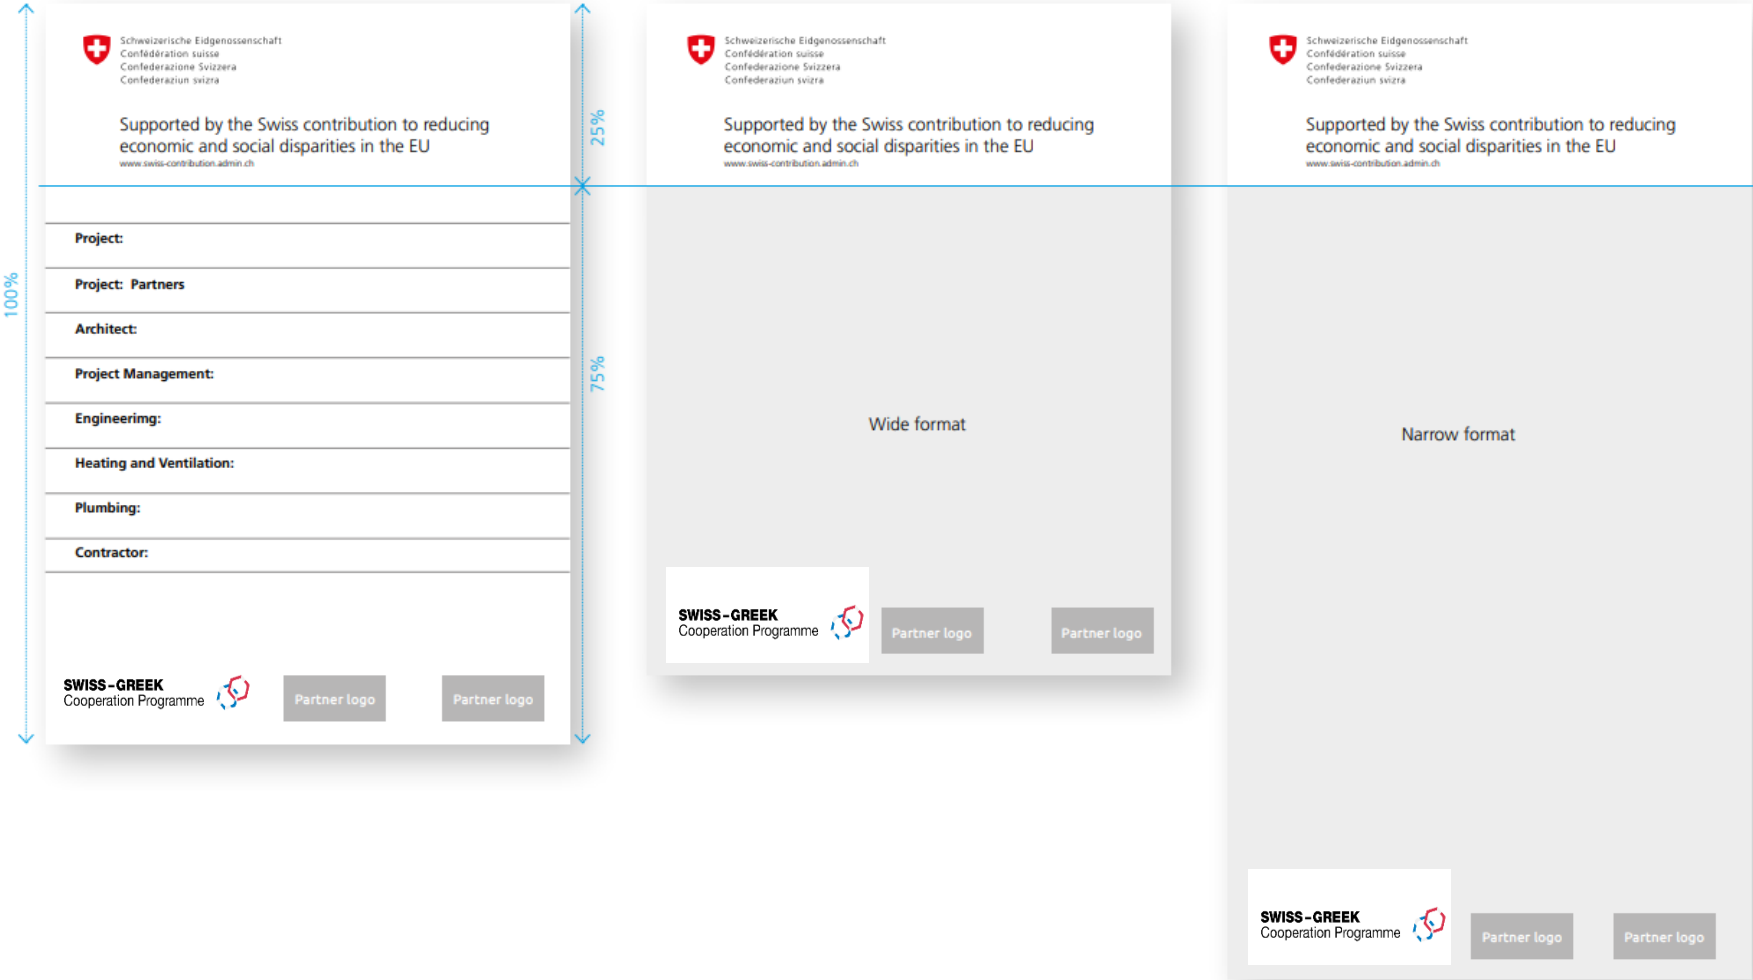 Schweizerische Eidgenossenschaft
Confédération suisse
Confederazione Svizzera
Confederaziun svizra
Supported by the Swiss contribution to reducing
economic and social disparities in the EU
www.swiss-contribution.admin.ch
Project:
Project: Partners
Architect:
Project Management:
Engineerimg:
Heating and Ventilation:
Plumbing:
Contractor:
SWISS-GREEK
Cooperation Programme
Partner logo
Partner logo
100%
25%
75%
Schweizerische Eidgenossenschaft
Confédération suisse
Confederazione Svizzera
Confederaziun svizra
Supported by the Swiss contribution to reducing
economic and social disparities in the EU
www.swiss-contribution.admin.ch
Wide format
SWISS-GREEK
Cooperation Programme
Partner logo
Partner logo
Schweizerische Eidgenossenschaft
Confédération suisse
Confederazione Svizzera
Confederaziun svizra
Supported by the Swiss contribution to reducing
economic and social disparities in the EU
www.swiss-contribution.admin.ch
Narrow format
SWISS-GREEK
Cooperation Programme
Partner logo
Partner logo